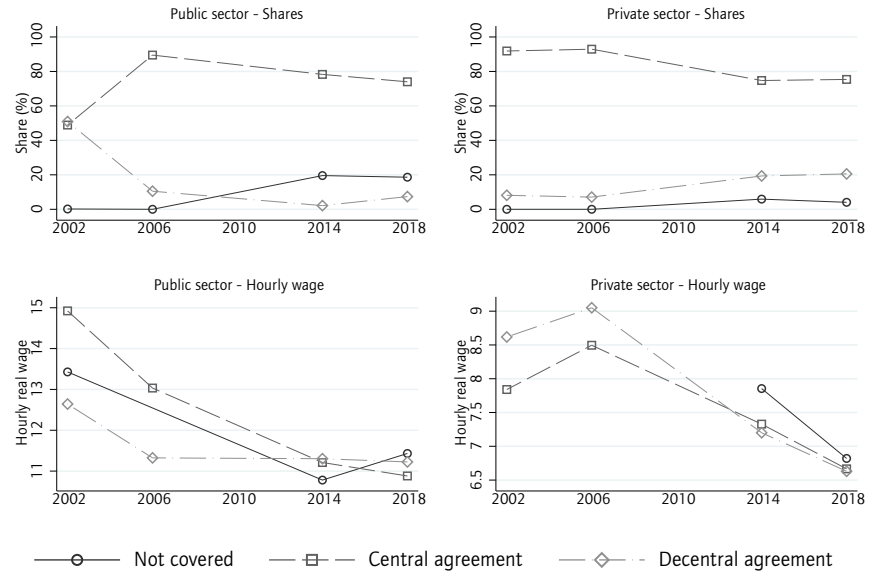 Public sector - Shares
Share (%)
100
80
60
40
20
0
2002 2006 2010 2014 2018
Private sector - Shares
Share (%)
100
80
60
40
20
0
2002 2006 2010 2014 2018
Public sector - Hourly wage
Hourly real wage
15
14
13
12
11
2002 2006 2010 2014 2018
Private sector - Hourly wage
Hourly real wage
9
8.5
8
7.5
7
6.5
2002 2006 2010 2014 2018
Not covered Central agreement Decentral agreement